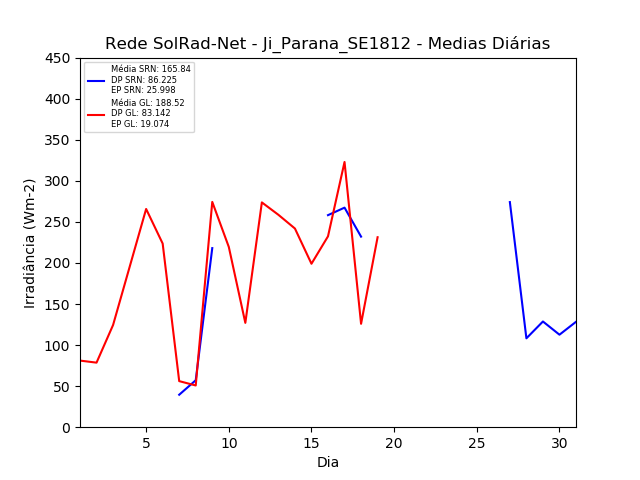 Rede SolRad-Net - Ji_Parana_SE1812 - Medias Diárias
450
400
350
300
250
200
150
100
50
0
Irradiância (Wm-2)
Média SRN: 165.84
DP SRN: 86.225
EP SRN: 25.998
Média GL: 188.52
DP GL: 83.142
EP GL: 19.074
5
10
15
20
25
30
Dia